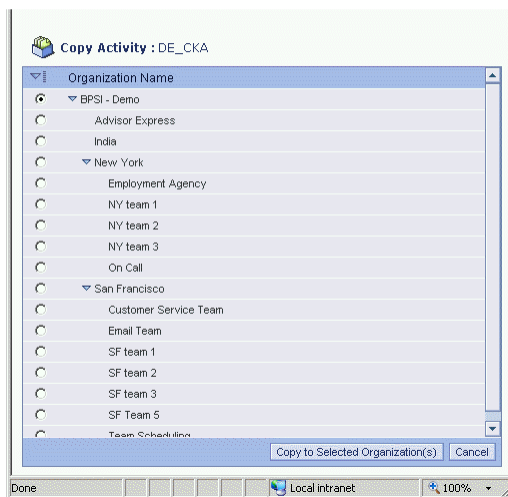 Copy Activity : DE_CKA
Organization Name
BPSI - Demo
Advisor Express
India
New York
Employment Agency
NY team 1
NY team 2
NY team 3
On Call
San Francisco
Customer Service Team
Email Team
SF team 1
SF team 2
SF team 3
SF Team 5
Team Scheduling
Copy to Selected Organization(s) Cancel
Done Local intranet 100%